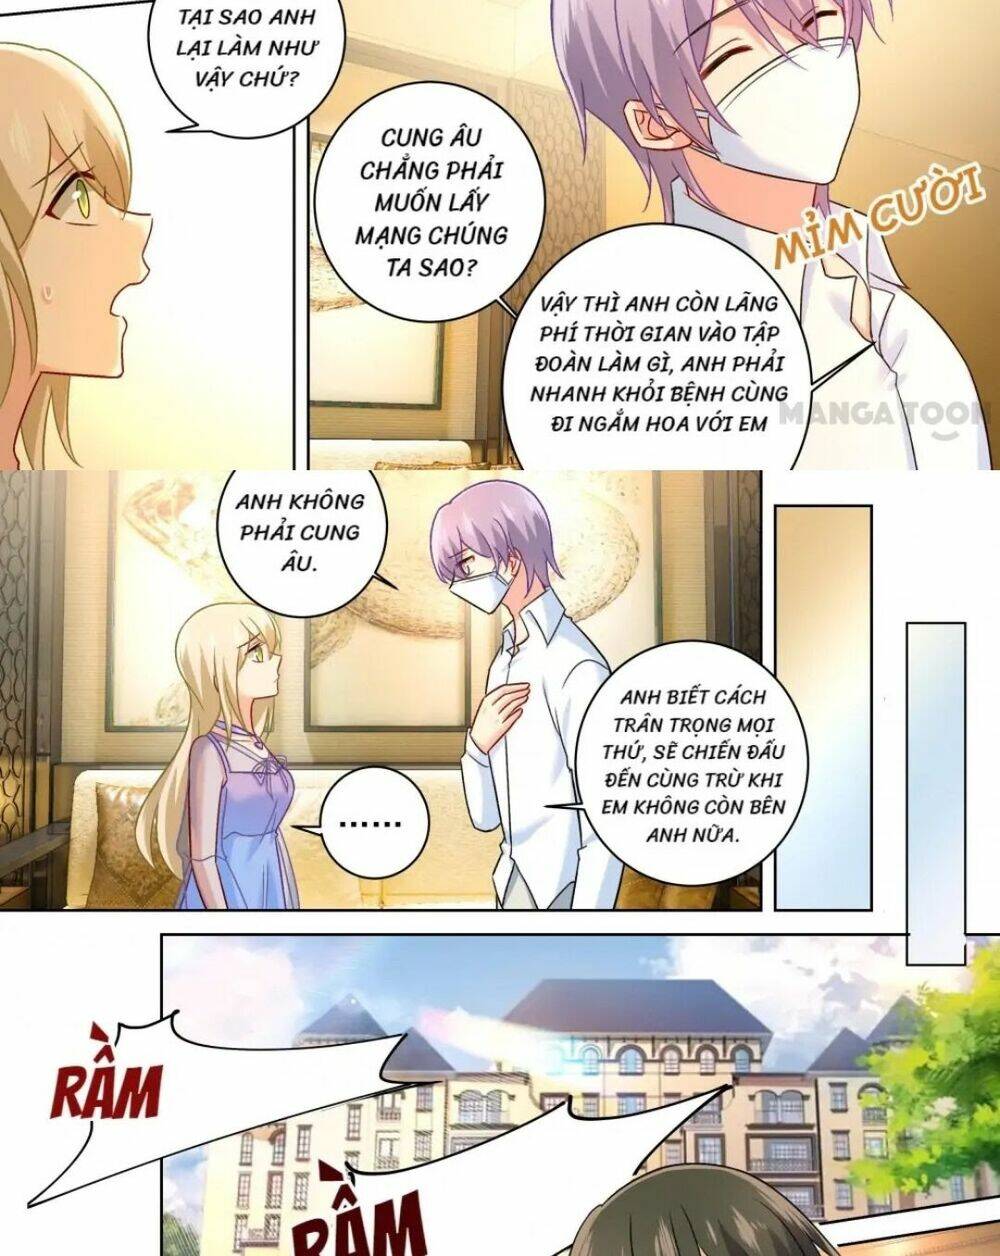 TẠI SAO ANH
LẠI LÀM NHƯ
VẬY CHỨ?
CUNG ÂU
CHẲNG PHẢI
MUỐN LẤY
MẠNG CHÚNG
TA SAO?
MỈM CƯỜI
VẬY THÌ ANH CÒN LÃNG
PHÍ THỜI GIAN VÀO TẬP
ĐOÀN LÀM GÌ, ANH PHẢI
NHANH KHỎI BỆNH CÙNG
ĐI NGẮM HOA VỚI EM
MANGATOON
ANH KHÔNG
PHẢI CUNG
ÂU.
ANH BIẾT CÁCH
TRÂN TRỌNG MỌI
THỨ, SẼ CHIẾN ĐẤU
ĐẾN CÙNG TRỪ KHI
EM KHÔNG CÒN BÊN
ANH NỮA.
......
RẦM
RẦM